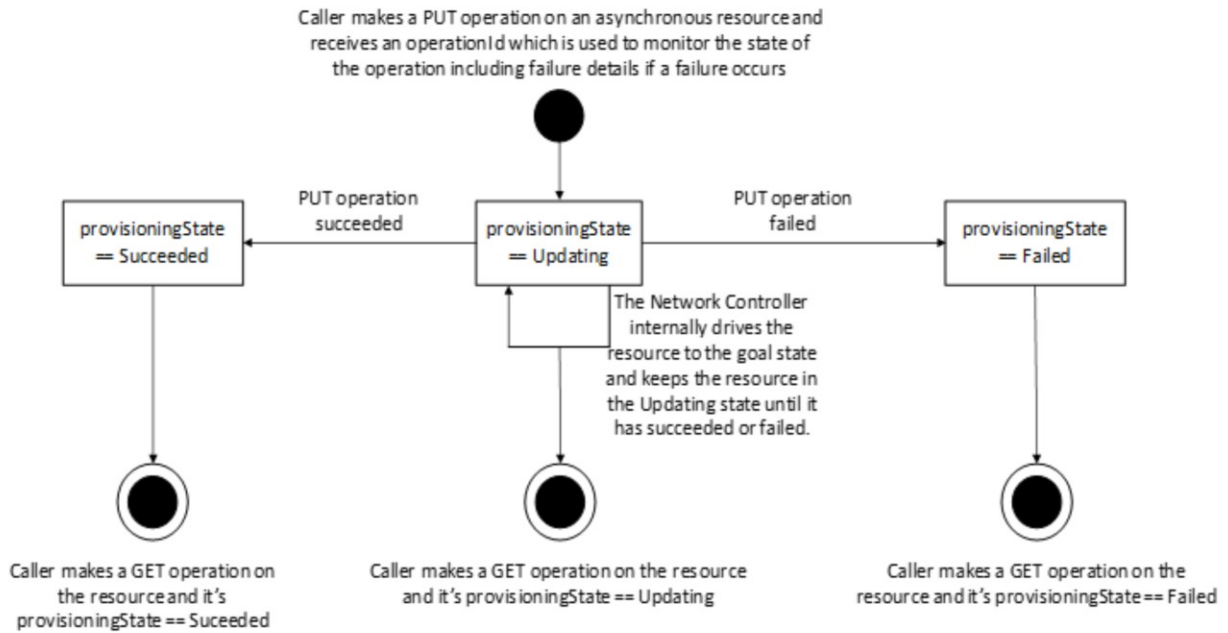 Caller makes a PUT operation on an asynchronous resource and
receives an operationId which is used to monitor the state of
the operation including failure details if a failure occurs
PUT operation
succeeded
PUT operation
failed
provisioningState
== Succeeded
provisioningState
== Updating
provisioningState
== Failed
The Network Controller
internally drives the
resource to the goal state
and keeps the resource in
the Updating state until it
has succeeded or failed.
Caller makes a GET operation on
the resource and it's
provisioningState == Suceeded
Caller makes a GET operation on the resource
and it's provisioningState == Updating
Caller makes a GET operation on the
resource and it's provisioningState == Failed